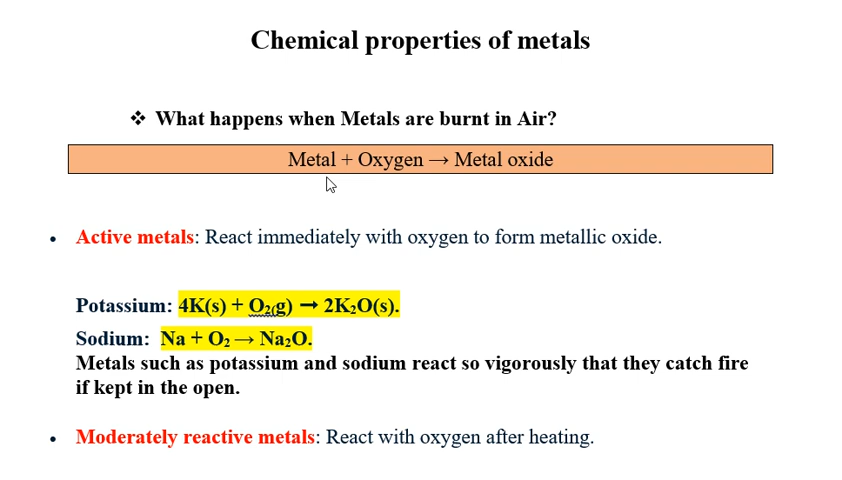 Chemical properties of metals
❖ What happens when Metals are burnt in Air?
Metal + Oxygen → Metal oxide
• Active metals: React immediately with oxygen to form metallic oxide.
Potassium: 4K(s) + O₂(g) → 2K₂O(s).
Sodium: Na + O₂ → Na₂O.
Metals such as potassium and sodium react so vigorously that they catch fire
if kept in the open.
• Moderately reactive metals: React with oxygen after heating.